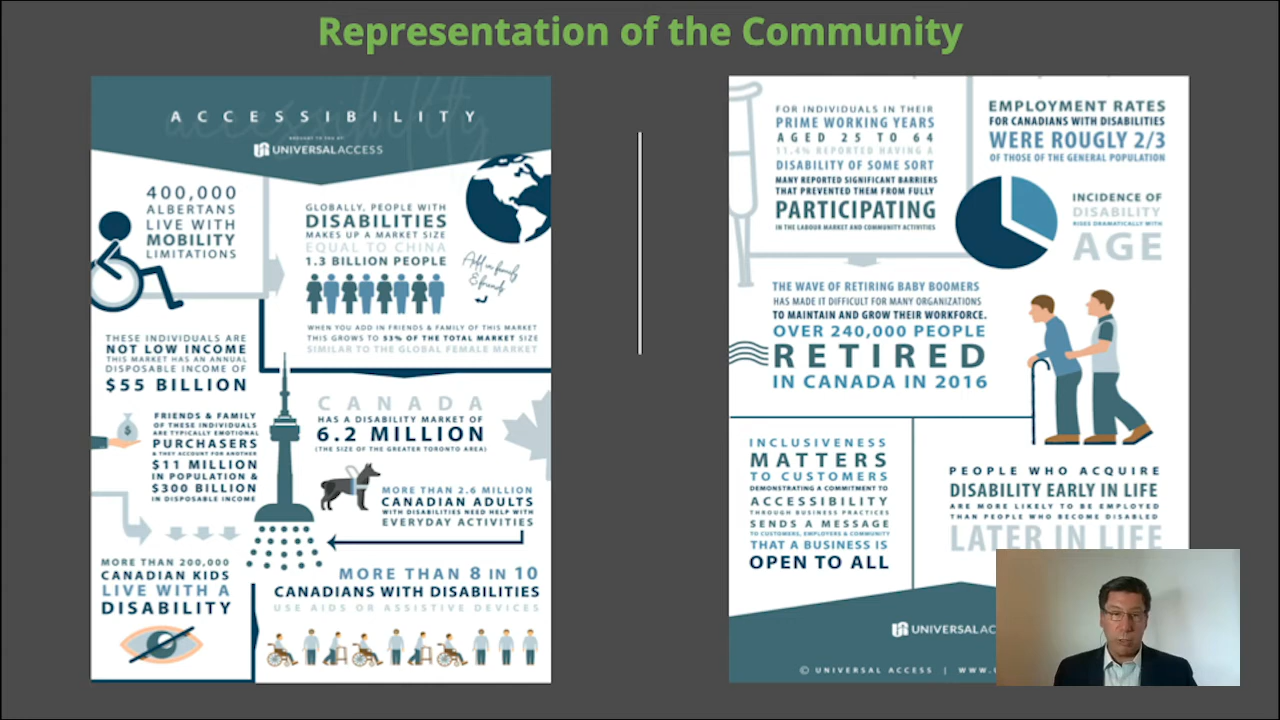 Representation of the Community
ACCESSIBILITY
BROUGHT TO YOU BY
UNIVERSALACCESS
400,000
ALBERTANS
LIVE WITH
MOBILITY
LIMITATIONS
GLOBALLY, PEOPLE WITH
DISABILITIES
MAKES UP A MARKET SIZE
EQUAL TO CHINA
1.3 BILLION PEOPLE
Add in family
& friends
WHEN YOU ADD IN FRIENDS & FAMILY OF THIS MARKET
THIS GROWS TO 53% OF THE TOTAL MARKET SIZE
SIMILAR TO THE GLOBAL FEMALE MARKET
THESE INDIVIDUALS ARE
NOT LOW INCOME
THIS MARKET HAS AN ANNUAL
DISPOSABLE INCOME OF
$55 BILLION
FRIENDS & FAMILY
OF THESE INDIVIDUALS
ARE TYPICALLY EMOTIONAL
PURCHASERS
& THEY ACCOUNT FOR ANOTHER
$11 MILLION
IN POPULATION &
$300 BILLION
IN DISPOSABLE INCOME
CANADA
HAS A DISABILITY MARKET OF
6.2 MILLION
(THE SIZE OF THE GREATER TORONTO AREA)
MORE THAN 2.6 MILLION
CANADIAN ADULTS
WITH DISABILITIES NEED HELP WITH
EVERYDAY ACTIVITIES
MORE THAN 200,000
CANADIAN KIDS
LIVE WITH A
DISABILITY
MORE THAN 8 IN 10
CANADIANS WITH DISABILITIES
USE AIDS OR ASSISTIVE DEVICES
FOR INDIVIDUALS IN THEIR
PRIME WORKING YEARS
AGED 25 TO 64
11.4% REPORTED HAVING A
DISABILITY OF SOME SORT
MANY REPORTED SIGNIFICANT BARRIERS
THAT PREVENTED THEM FROM FULLY
PARTICIPATING
IN THE LABOUR MARKET AND COMMUNITY ACTIVITIES
EMPLOYMENT RATES
FOR CANADIANS WITH DISABILITIES
WERE ROUGLY 2/3
OF THOSE OF THE GENERAL POPULATION
INCIDENCE OF
DISABILITY
RISES DRAMATICALLY WITH
AGE
THE WAVE OF RETIRING BABY BOOMERS
HAS MADE IT DIFFICULT FOR MANY ORGANIZATIONS
TO MAINTAIN AND GROW THEIR WORKFORCE.
OVER 240,000 PEOPLE
RETIRED
IN CANADA IN 2016
INCLUSIVENESS
MATTERS
TO CUSTOMERS
DEMONSTRATING A COMMITMENT TO
ACCESSIBILITY
THROUGH BUSINESS PRACTICES
SENDS A MESSAGE
TO CUSTOMERS, EMPLOYERS & COMMUNITY
THAT A BUSINESS IS
OPEN TO ALL
PEOPLE WHO ACQUIRE
DISABILITY EARLY IN LIFE
ARE MORE LIKELY TO BE EMPLOYED
THAN PEOPLE WHO BECOME DISABLED
LATER IN LIFE
UNIVERSALAC
© UNIVERSAL ACCESS | WWW.